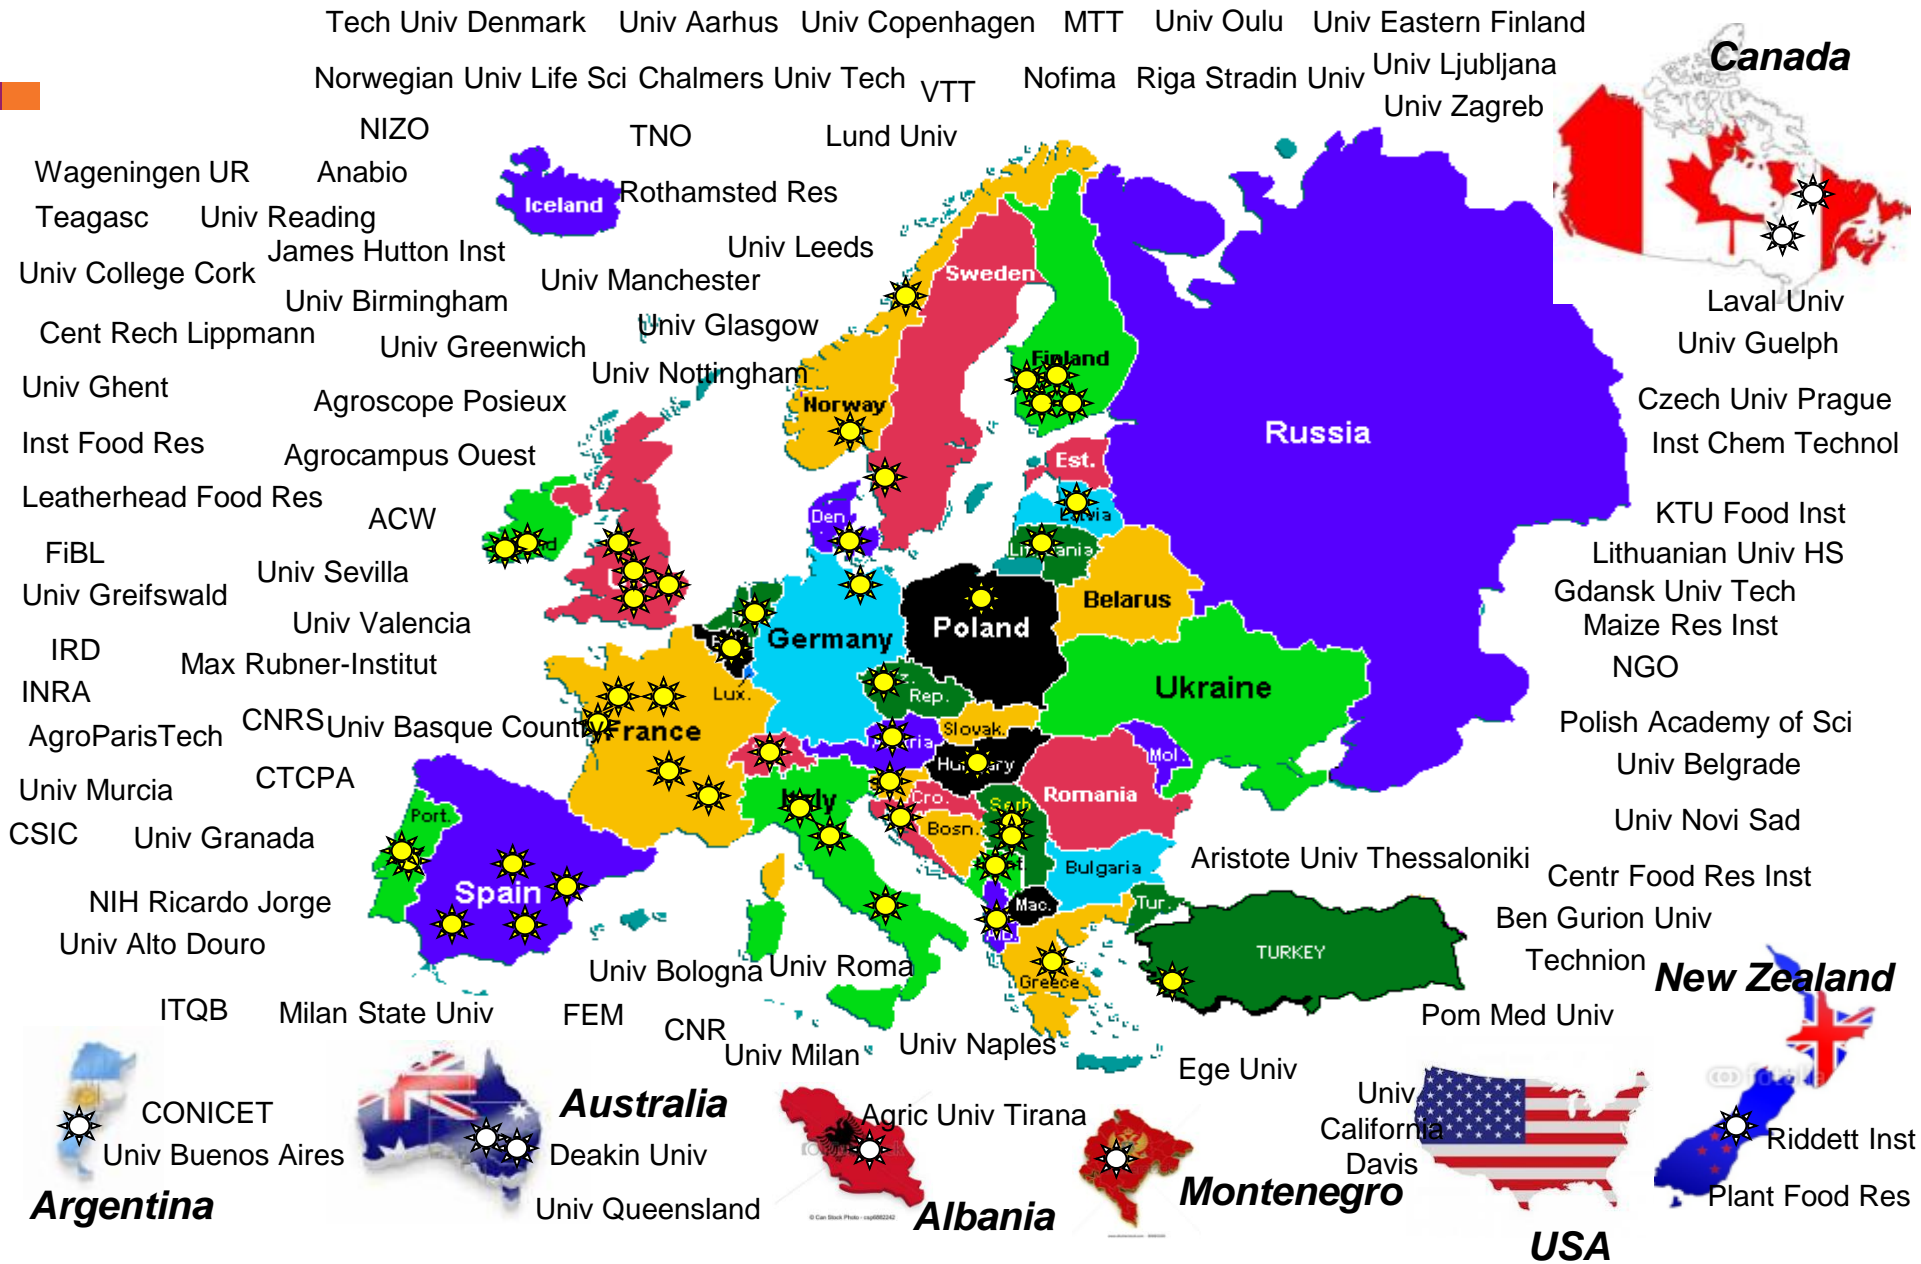 Tech Univ Denmark Univ Aarhus Univ Copenhagen MTT Univ Oulu Univ Eastern Finland
Canada
Norwegian Univ Life Sci Chalmers Univ Tech VTT Nofima Riga Stradin Univ Univ Ljubljana
Univ Zagreb
NIZO TNO Lund Univ
Wageningen UR Anabio
Iceland Rothamsted Res
Teagasc Univ Reading
James Hutton Inst Univ Leeds
Univ College Cork Univ Manchester Sweden
Univ Birmingham Laval Univ
Cent Rech Lippmann Univ Glasgow
Univ Greenwich Univ Guelph
Univ Nottingham Finland
Univ Ghent
Agroscope Posieux Norway Czech Univ Prague
Russia
Inst Food Res Inst Chem Technol
Agrocampus Ouest Est.
Leatherhead Food Res
ACW Den Latvia KTU Food Inst
FiBL Lithuania Lithuanian Univ HS
Univ Sevilla
Univ Greifswald Belarus Gdansk Univ Tech
Univ Valencia Germany Poland Maize Res Inst
IRD Max Rubner-Institut NGO
INRA Lux. Rep. Ukraine
CNRS Univ Basque Country France Slovak. Polish Academy of Sci
AgroParisTech Austria
CTCPA Hungary Mol. Univ Belgrade
Univ Murcia Italy Cro. Serb Romania
CSIC Univ Granada Port. Bosn. Univ Novi Sad
Bulgaria Aristote Univ Thessaloniki
Spain Centr Food Res Inst
NIH Ricardo Jorge Mac. Tur. Ben Gurion Univ
Univ Alto Douro Alb.
TURKEY Technion
Univ Bologna Univ Roma Greece New Zealand
ITQB Milan State Univ FEM Pom Med Univ
CNR Univ Milan Univ Naples
Ege Univ
Univ
California
Davis
CONICET Australia Agric Univ Tirana
Univ Buenos Aires Deakin Univ Riddett Inst
Argentina Univ Queensland Albania Montenegro Plant Food Res
© Can Stock Photo - csp6882242
USA